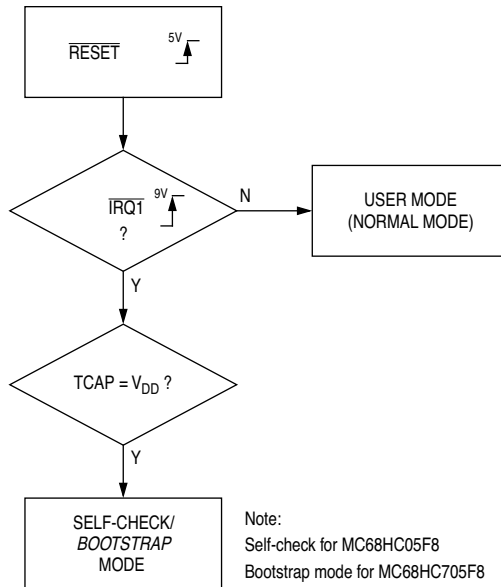 RESET 5V
IRQ1 9V
?
N
USER MODE
(NORMAL MODE)
Y
TCAP = VDD ?
Y
SELF-CHECK/
BOOTSTRAP
MODE
Note:
Self-check for MC68HC05F8
Bootstrap mode for MC68HC705F8